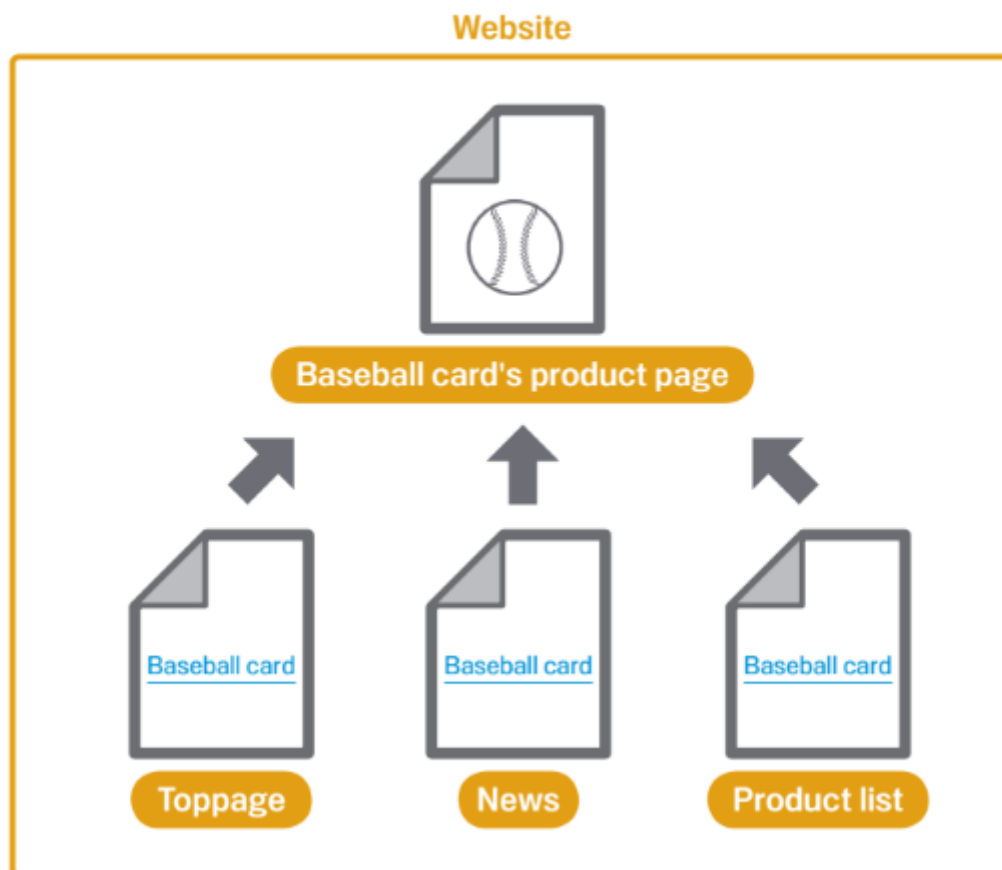 Website
Baseball card's product page
Baseball card
Baseball card
Baseball card
Toppage
News
Product list